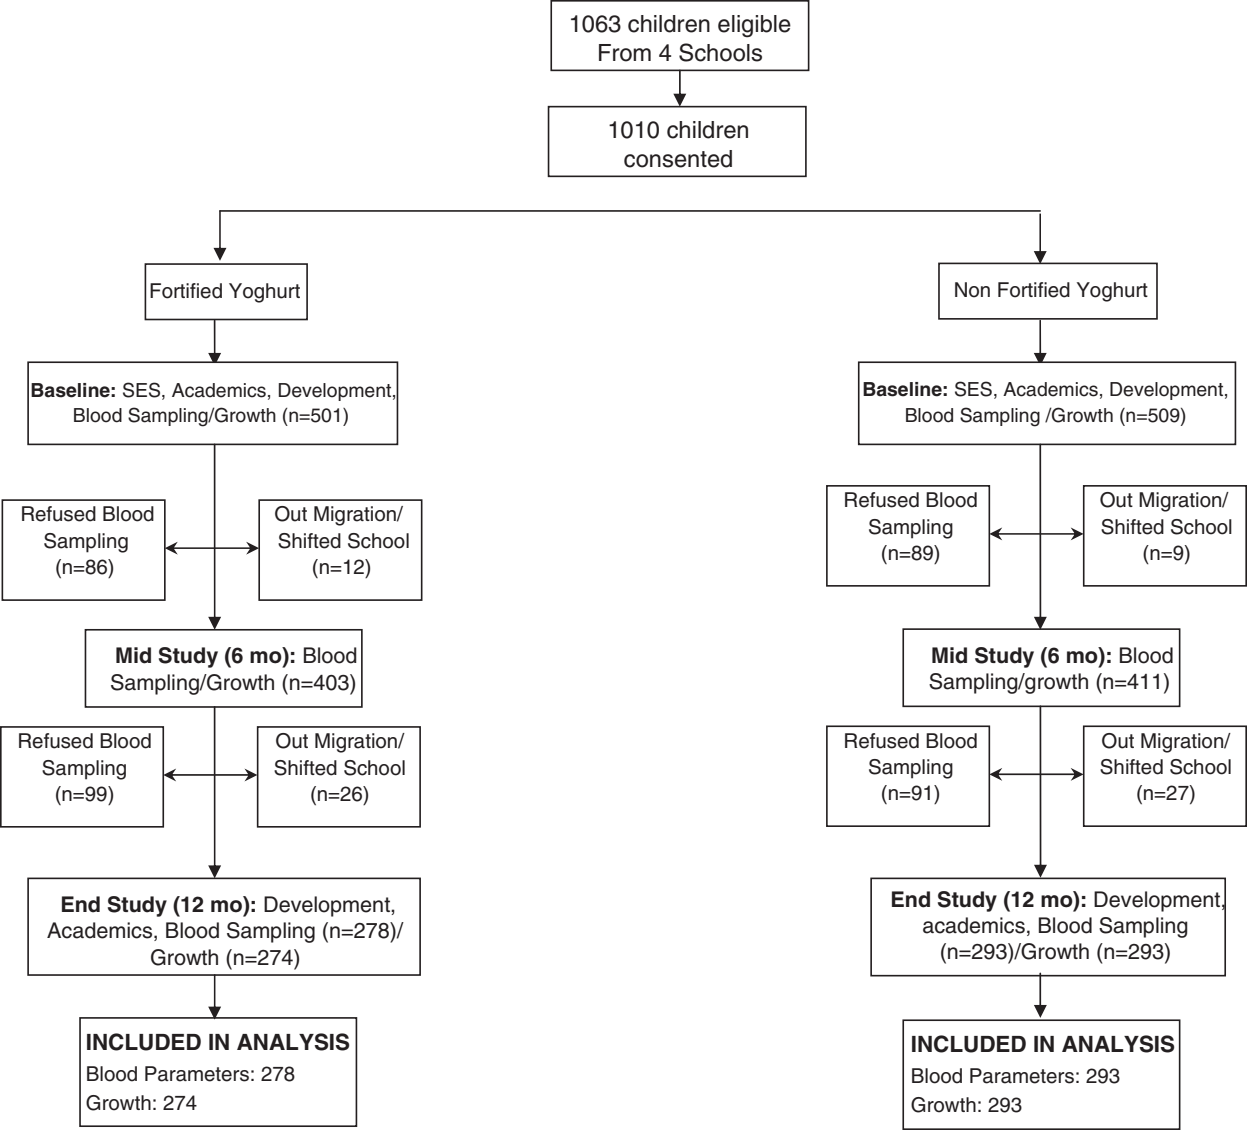 1063 children eligible
From 4 Schools
1010 children
consented
Fortified Yoghurt
Non Fortified Yoghurt
Baseline: SES, Academics, Development,
Blood Sampling/Growth (n=501)
Baseline: SES, Academics, Development,
Blood Sampling /Growth (n=509)
Refused Blood
Sampling
(n=86)
Out Migration/
Shifted School
(n=12)
Refused Blood
Sampling
(n=89)
Out Migration/
Shifted School
(n=9)
Mid Study (6 mo): Blood
Sampling/Growth (n=403)
Mid Study (6 mo): Blood
Sampling/growth (n=411)
Refused Blood
Sampling
(n=99)
Out Migration/
Shifted School
(n=26)
Refused Blood
Sampling
(n=91)
Out Migration/
Shifted School
(n=27)
End Study (12 mo): Development,
Academics, Blood Sampling (n=278)/
Growth (n=274)
End Study (12 mo): Development,
academics, Blood Sampling
(n=293)/Growth (n=293)
INCLUDED IN ANALYSIS
Blood Parameters: 278
Growth: 274
INCLUDED IN ANALYSIS
Blood Parameters: 293
Growth: 293